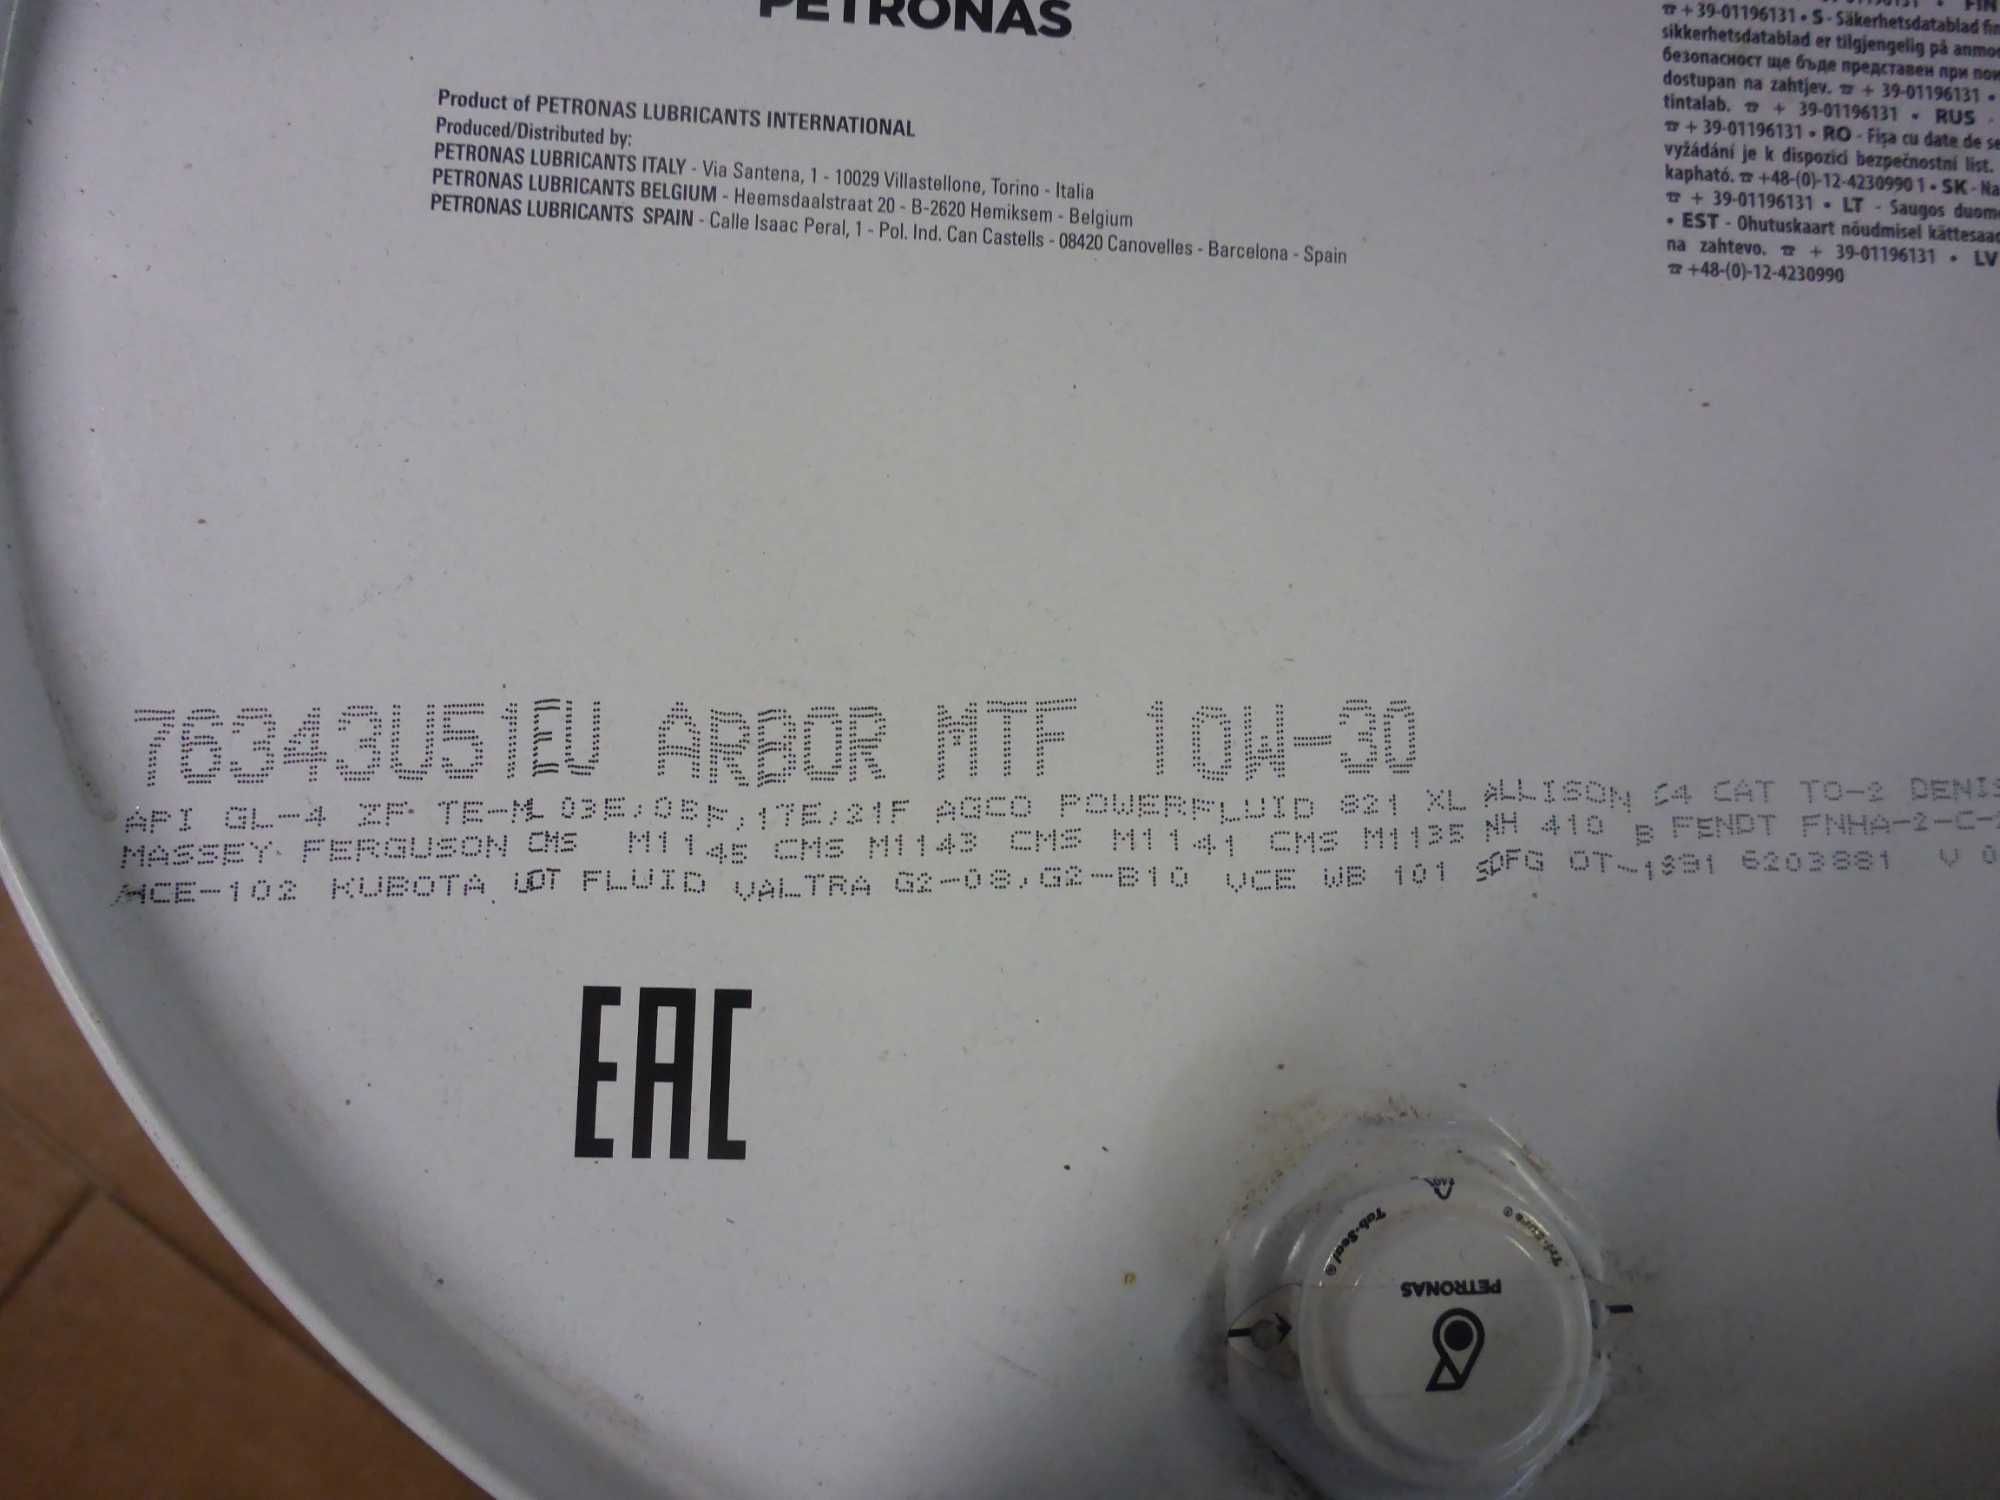 PETRONAS
Product of PETRONAS LUBRICANTS INTERNATIONAL
Produced/Distributed by:
PETRONAS LUBRICANTS ITALY - Via Santena, 1 - 10029 Villastellone, Torino - Italia
PETRONAS LUBRICANTS BELGIUM - Heemsdaalstraat 20 - B-2620 Hemiksem - Belgium
PETRONAS LUBRICANTS SPAIN - Calle Isaac Peral, 1 - Pol. Ind. Can Castells - 08420 Canovelles - Barcelona - Spain
FIN
☎ +39-01196131 • S - Säkerhetsdatablad
sikkerhetsdatablad er tilgjengelig på
безопасност ще бъде представен при
dostupan na zahtjev. ☎ + 39-01196131 •
tintalab. ☎ + 39-01196131 • RUS -
☎ + 39-01196131 • RO - Fişa cu date de
vyžádání je k dispozici bezpečnostní list.
kapható. ☎ +48-(0)-12-4230990 1 • SK -
☎ + 39-01196131 • LT - Saugos
• EST - Ohutuskaart nõudmisel
na zahtevo. ☎ + 39-01196131 • LV
☎ +48-(0)-12-4230990
76343U51EU ARBOR MTF 10W-30
API GL-4 ZF TE-ML 03E,05F,17E,21F AGCO POWERFLUID 821 XL ALLISON C4 CAT TO-2
MASSEY FERGUSON CMS M1145 CMS M1143 CMS M1141 CMS M1135 NH 410 B FENDT FNHA-2-C-
MCE-102 KUBOTA UDT FLUID VALTRA G2-08,G2-B10 VCE WB 101 SDFG OT-1891 6203881 V
EAC
Tab-Seal® Tri-Sure®
PETRONAS